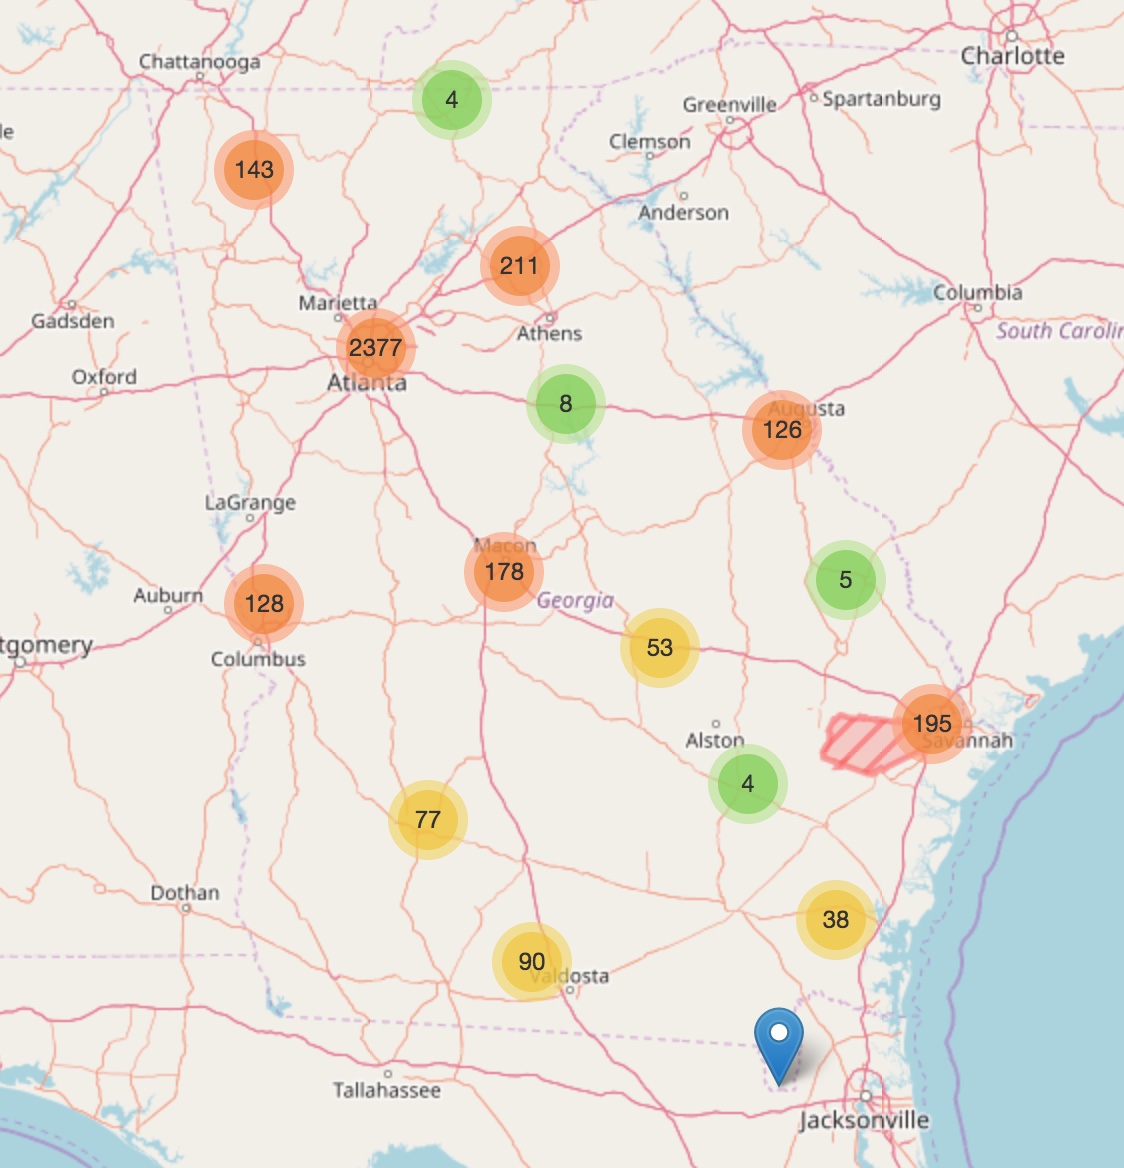 Charlotte
Chattanooga
4
Greenville
Spartanburg
le
Clemson
143
Anderson
211
Columbia
Marietta
Gadsden
Athens
South Carolin
2377
Oxford
Atlanta
8
Augusta
126
LaGrange
Macon
178
5
Auburn
128
Georgia
tgomery
Columbus
53
195
Alston
Savannah
4
77
Dothan
38
90
Valdosta
Tallahassee
Jacksonville